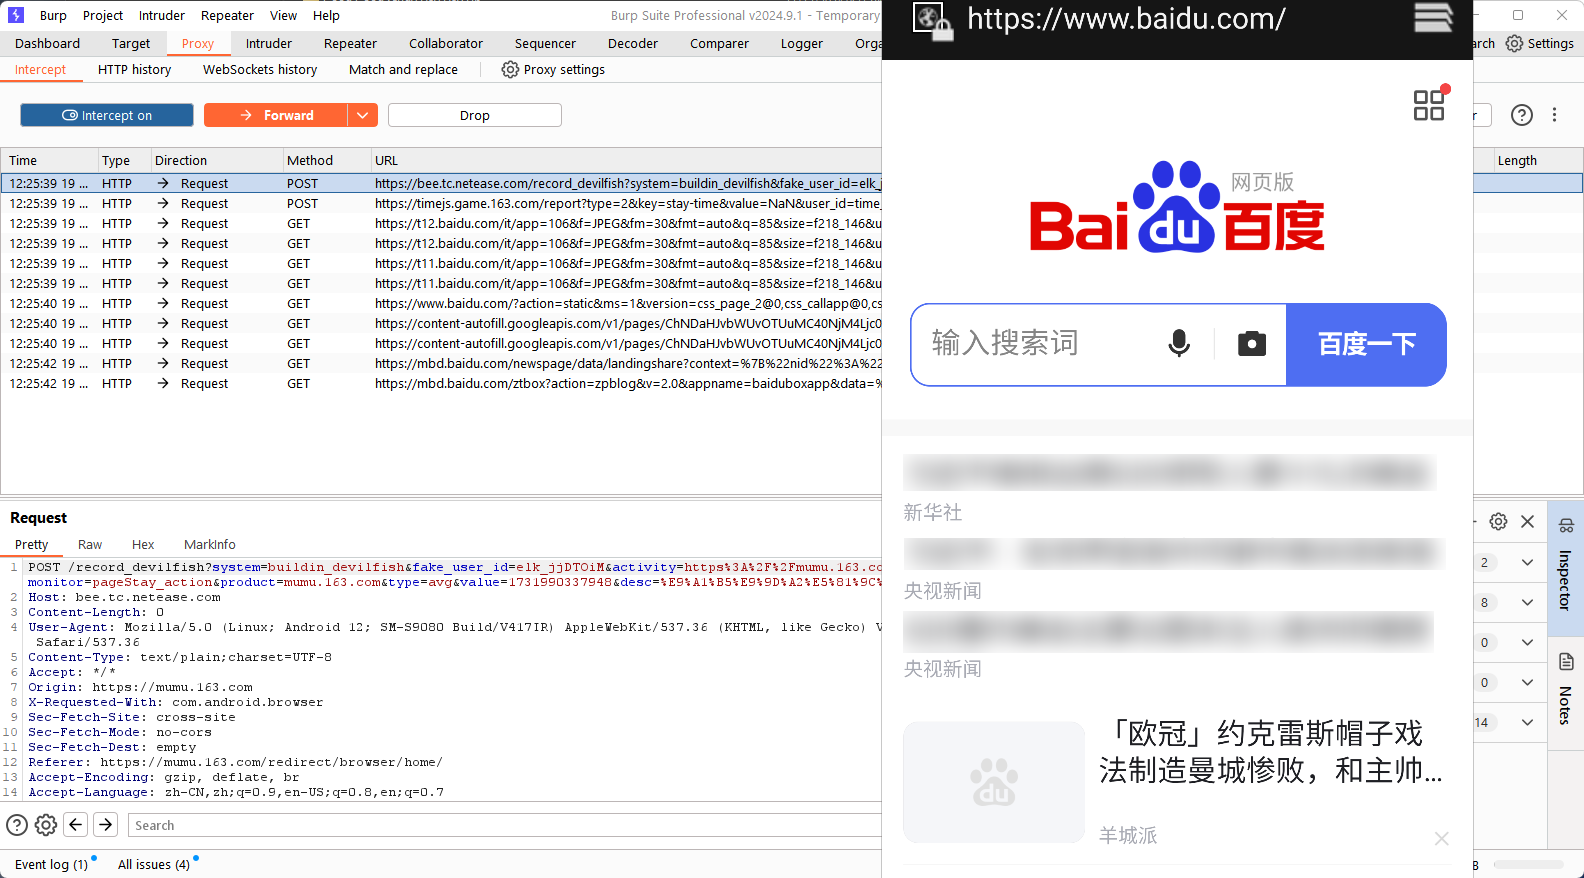 Burp Project Intruder Repeater View Help
Burp Suite Professional v2024.9.1 - Temporary
Dashboard Target Proxy Intruder Repeater Collaborator Sequencer Decoder Comparer Logger Orga
arch Settings
Intercept HTTP history WebSockets history Match and replace Proxy settings
Intercept on Forward Drop
r
Time Type Direction Method URL Length
12:25:39 19 ... HTTP Request POST https://bee.tc.netease.com/record_devilfish?system=buildin_devilfish&fake_user_id=elk_j
12:25:39 19 ... HTTP Request POST https://timejs.game.163.com/report?type=2&key=stay-time&value=NaN&user_id=time_
12:25:39 19 ... HTTP Request GET https://t12.baidu.com/it/app=106&f=JPEG&fm=30&fmt=auto&q=85&size=f218_146&u
12:25:39 19 ... HTTP Request GET https://t12.baidu.com/it/app=106&f=JPEG&fm=30&fmt=auto&q=85&size=f218_146&u
12:25:39 19 ... HTTP Request GET https://t11.baidu.com/it/app=106&f=JPEG&fm=30&fmt=auto&q=85&size=f218_146&u
12:25:39 19 ... HTTP Request GET https://t11.baidu.com/it/app=106&f=JPEG&fm=30&fmt=auto&q=85&size=f218_146&u
12:25:40 19 ... HTTP Request GET https://www.baidu.com/?action=static&ms=1&version=css_page_2@0,css_callapp@0,cs
12:25:40 19 ... HTTP Request GET https://content-autofill.googleapis.com/v1/pages/ChNDaHJvbWUvOTUuMC40NjM4Ljc0
12:25:40 19 ... HTTP Request GET https://content-autofill.googleapis.com/v1/pages/ChNDaHJvbWUvOTUuMC40NjM4Ljc0
12:25:42 19 ... HTTP Request GET https://mbd.baidu.com/newspage/data/landingshare?context=%7B%22nid%22%3A%22
12:25:42 19 ... HTTP Request GET https://mbd.baidu.com/ztbox?action=zpblog&v=2.0&appname=baiduboxapp&data=%
Request
Pretty Raw Hex MarkInfo
1 POST /record_devilfish?system=buildin_devilfish&fake_user_id=elk_jjDTOiM&activity=https%3A%2F%2Fmumu.163.co
monitor=pageStay_action&product=mumu.163.com&type=avg&value=1731990337948&desc=%E9%A1%B5%E9%9D%A2%E5%81%9C%
2 Host: bee.tc.netease.com
3 Content-Length: 0
4 User-Agent: Mozilla/5.0 (Linux; Android 12; SM-S9080 Build/V417IR) AppleWebKit/537.36 (KHTML, like Gecko) V
Safari/537.36
5 Content-Type: text/plain;charset=UTF-8
6 Accept: */*
7 Origin: https://mumu.163.com
8 X-Requested-With: com.android.browser
9 Sec-Fetch-Site: cross-site
10 Sec-Fetch-Mode: no-cors
11 Sec-Fetch-Dest: empty
12 Referer: https://mumu.163.com/redirect/browser/home/
13 Accept-Encoding: gzip, deflate, br
14 Accept-Language: zh-CN,zh;q=0.9,en-US;q=0.8,en;q=0.7
Search
Event log (1) All issues (4)
https://www.baidu.com/
网页版
Bai du 百度
输入搜索词 百度一下
新华社
央视新闻
央视新闻
「欧冠」约克雷斯帽子戏
法制造曼城惨败，和主帅...
du
羊城派
2
8
0
0
14
Inspector
Notes
B